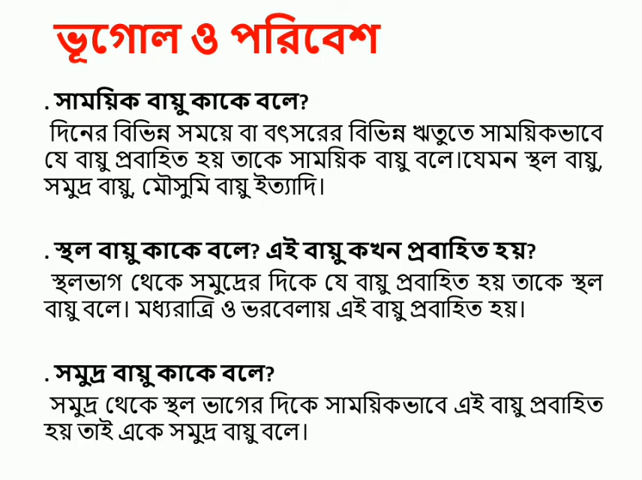 ভূগোল ও পরিবেশ
. সাময়িক বায়ু কাকে বলে?
দিনের বিভিন্ন সময়ে বা বৎসরের বিভিন্ন ঋতুতে সাময়িকভাবে
যে বায়ু প্রবাহিত হয় তাকে সাময়িক বায়ু বলে।যেমন স্থল বায়ু,
সমুদ্র বায়ু, মৌসুমি বায়ু ইত্যাদি।
. স্থল বায়ু কাকে বলে? এই বায়ু কখন প্রবাহিত হয়?
স্থলভাগ থেকে সমুদ্রের দিকে যে বায়ু প্রবাহিত হয় তাকে স্থল
বায়ু বলে। মধ্যরাত্রি ও ভরবেলায় এই বায়ু প্রবাহিত হয়।
. সমুদ্র বায়ু কাকে বলে?
সমুদ্র থেকে স্থল ভাগের দিকে সাময়িকভাবে এই বায়ু প্রবাহিত
হয় তাই একে সমুদ্র বায়ু বলে।